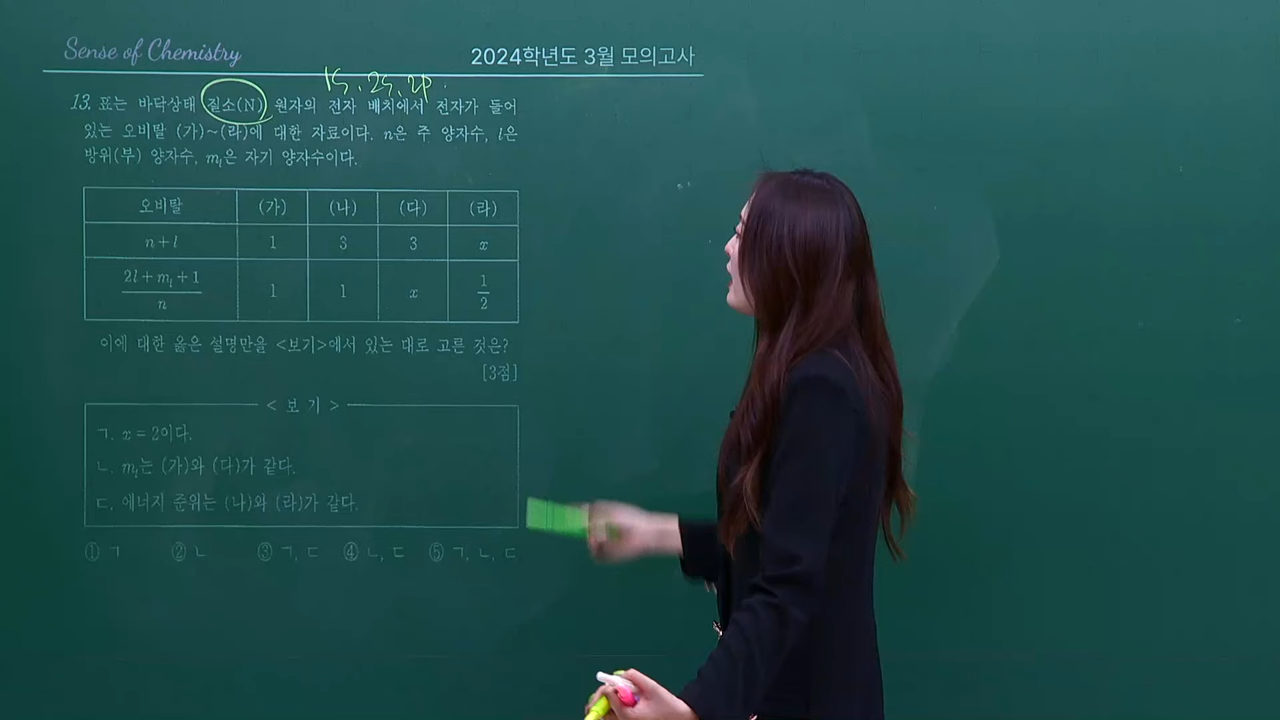 Sense of Chemistry
2024학년도 3월 모의고사
1s, 2s, 2p
13. 표는 바닥상태 질소(N) 원자의 전자 배치에서 전자가 들어
있는 오비탈 (가)~(라)에 대한 자료이다. n은 주 양자수, l은
방위(부) 양자수, mₗ은 자기 양자수이다.
오비탈 (가) (나) (다) (라)
n+l 1 3 3 x
(2l+mₗ+1)/n 1 1 x 1/2
이에 대한 옳은 설명만을 <보기>에서 있는 대로 고른 것은?
[3점]
<보 기>
ㄱ. x=2이다.
ㄴ. mₗ는 (가)와 (다)가 같다.
ㄷ. 에너지 준위는 (나)와 (라)가 같다.
① ㄱ ② ㄴ ③ ㄱ, ㄷ ④ ㄴ, ㄷ ⑤ ㄱ, ㄴ, ㄷ